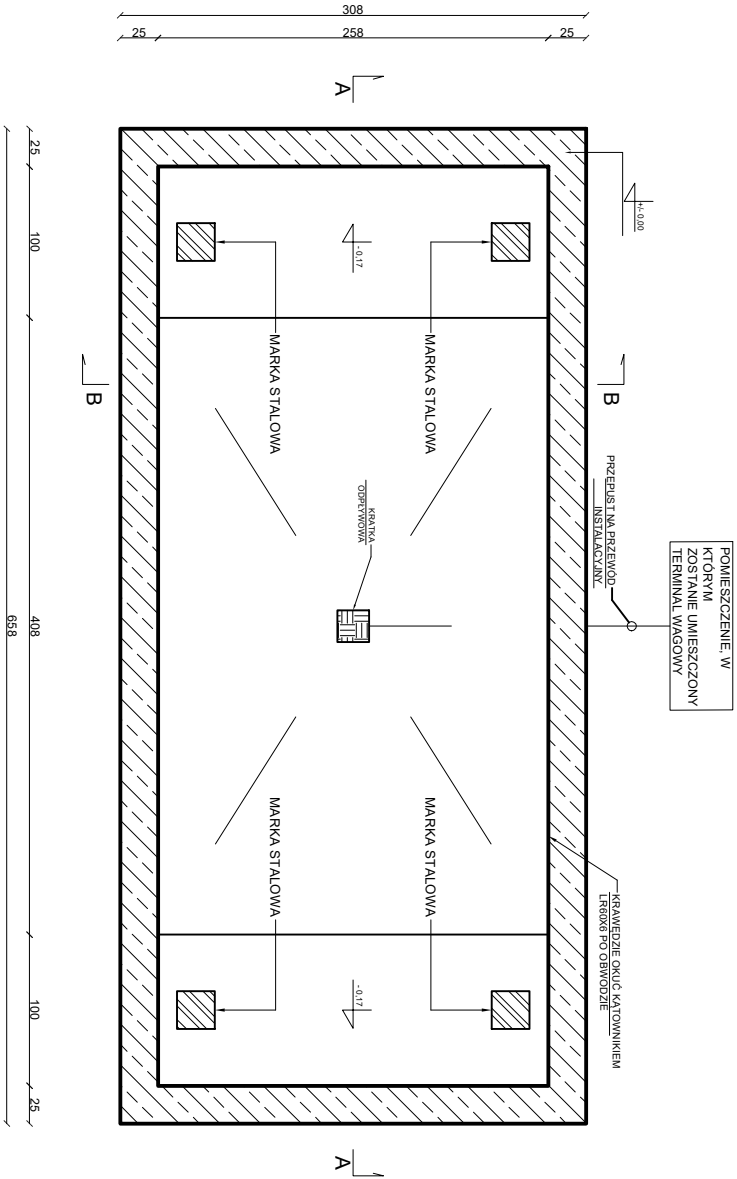 POMIESZCZENIE, W
KTÓRYM
ZOSTANIE UMIESZCZONY
TERMINAL WAGOWY
PRZEPUST NA PRZEWÓD
INSTALACYJNY
KRAWĘDZIE OKUĆ KĄTOWNIKIEM
LR60X6 PO OBWODZIE
+/- 0,00
B
B
A
A
MARKA STALOWA
MARKA STALOWA
MARKA STALOWA
MARKA STALOWA
- 0,17
- 0,17
KRATKA
ODPŁYWOWA
25
258
25
308
25
100
408
100
25
658